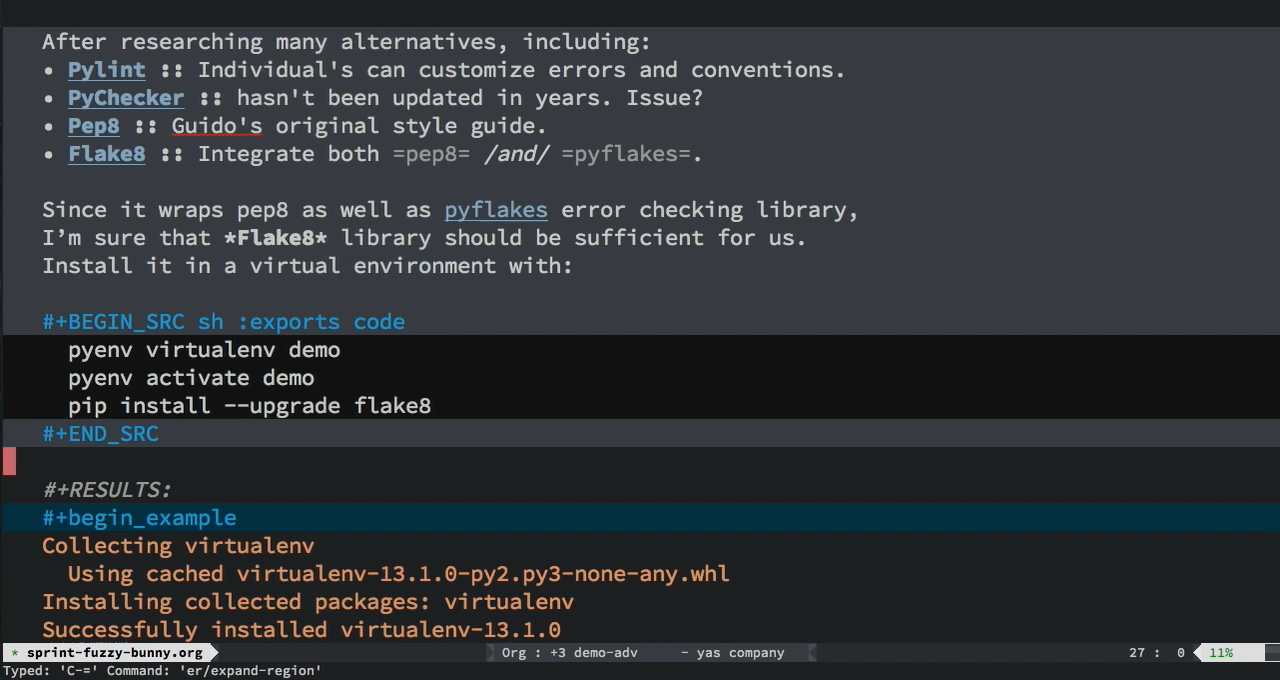 After researching many alternatives, including:
• Pylint :: Individual's can customize errors and conventions.
• PyChecker :: hasn't been updated in years. Issue?
• Pep8 :: Guido's original style guide.
• Flake8 :: Integrate both =pep8= /and/ =pyflakes=.
Since it wraps pep8 as well as pyflakes error checking library,
I’m sure that *Flake8* library should be sufficient for us.
Install it in a virtual environment with:
#+BEGIN_SRC sh :exports code
pyenv virtualenv demo
pyenv activate demo
pip install --upgrade flake8
#+END_SRC
#+RESULTS:
#+begin_example
Collecting virtualenv
Using cached virtualenv-13.1.0-py2.py3-none-any.whl
Installing collected packages: virtualenv
Successfully installed virtualenv-13.1.0
* sprint-fuzzy-bunny.org Org : +3 demo-adv - yas company 27 : 0 11%
Typed: 'C-=' Command: 'er/expand-region'